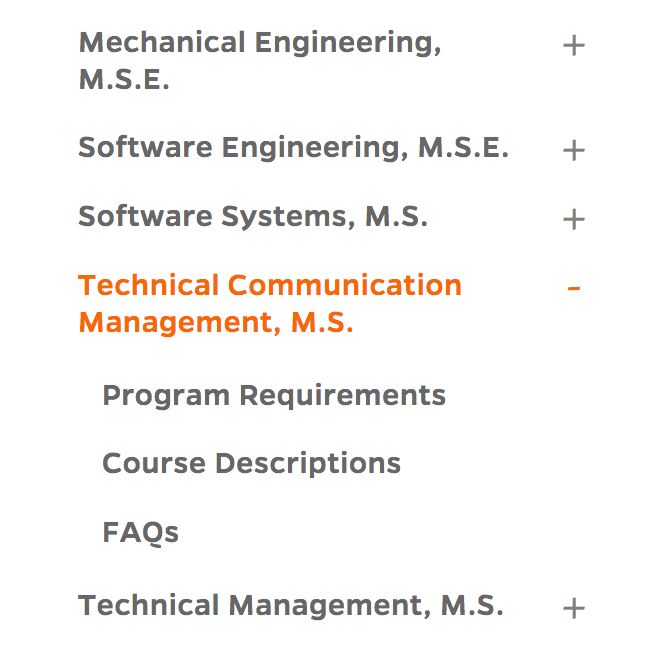 Mechanical Engineering, +
M.S.E.
Software Engineering, M.S.E. +
Software Systems, M.S. +
Technical Communication -
Management, M.S.
Program Requirements
Course Descriptions
FAQs
Technical Management, M.S. +